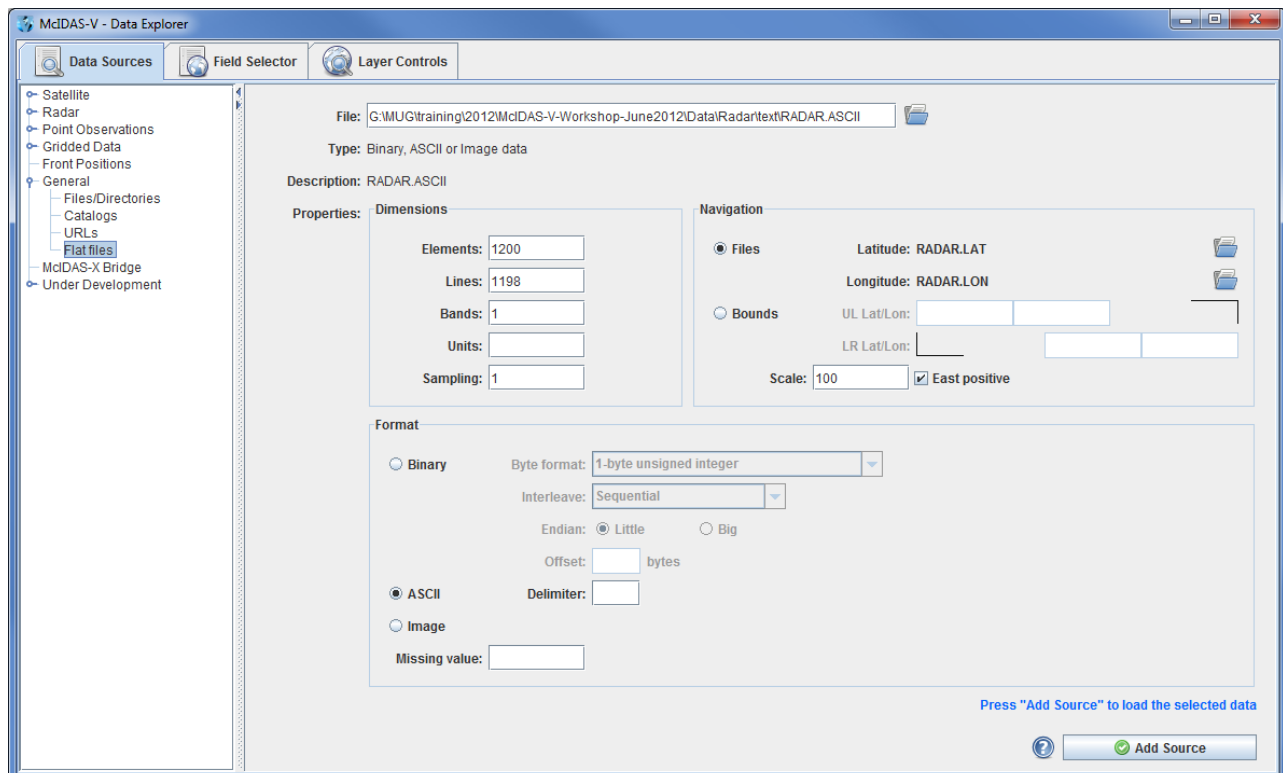 McIDAS-V - Data Explorer
Data Sources
Field Selector
Layer Controls
Satellite
Radar
Point Observations
Gridded Data
Front Positions
General
Files/Directories
Catalogs
URLs
Flat files
McIDAS-X Bridge
Under Development
File: G:\MUG\training\2012\McIDAS-V-Workshop-June2012\Data\Radar\text\RADAR.ASCII
Type: Binary, ASCII or Image data
Description: RADAR.ASCII
Properties:
Dimensions
Elements: 1200
Lines: 1198
Bands: 1
Units:
Sampling: 1
Navigation
Files Latitude: RADAR.LAT
Longitude: RADAR.LON
Bounds UL Lat/Lon:
LR Lat/Lon:
Scale: 100 East positive
Format
Binary Byte format: 1-byte unsigned integer
Interleave: Sequential
Endian: Little Big
Offset: bytes
ASCII Delimiter:
Image
Missing value:
Press "Add Source" to load the selected data
? Add Source